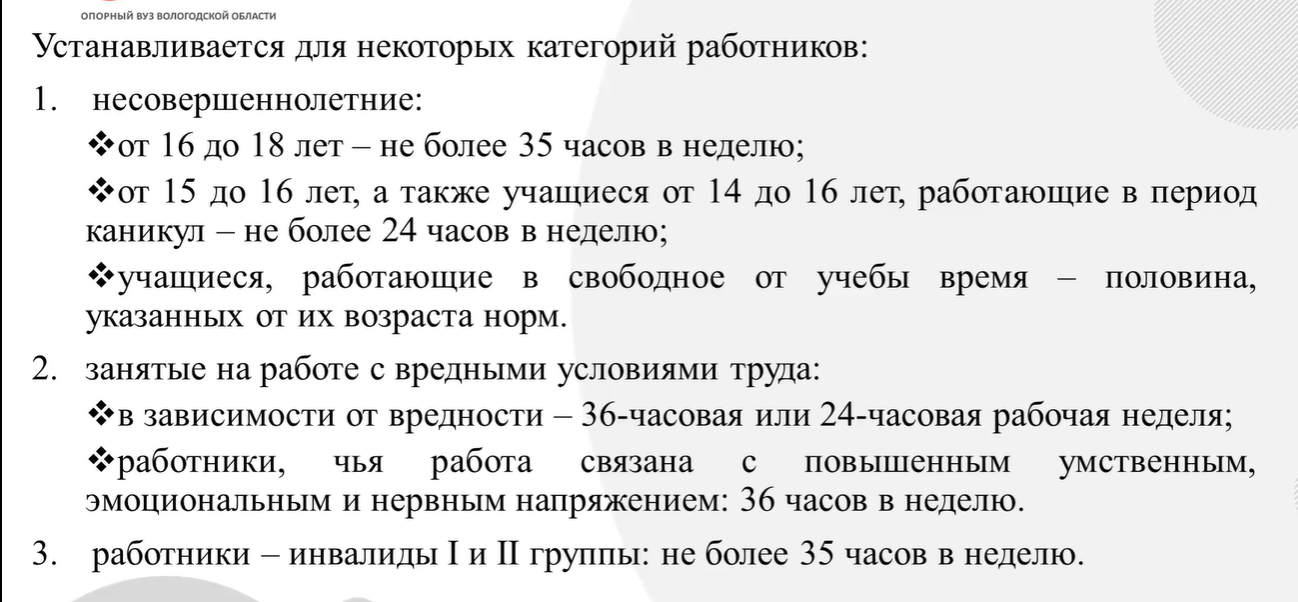 ОПОРНЫЙ ВУЗ ВОЛОГОДСКОЙ ОБЛАСТИ
Устанавливается для некоторых категорий работников:
1. несовершеннолетние:
❖от 16 до 18 лет – не более 35 часов в неделю;
❖от 15 до 16 лет, а также учащиеся от 14 до 16 лет, работающие в период
каникул – не более 24 часов в неделю;
❖учащиеся, работающие в свободное от учебы время – половина,
указанных от их возраста норм.
2. занятые на работе с вредными условиями труда:
❖в зависимости от вредности – 36-часовая или 24-часовая рабочая неделя;
❖работники, чья работа связана с повышенным умственным,
эмоциональным и нервным напряжением: 36 часов в неделю.
3. работники – инвалиды I и II группы: не более 35 часов в неделю.